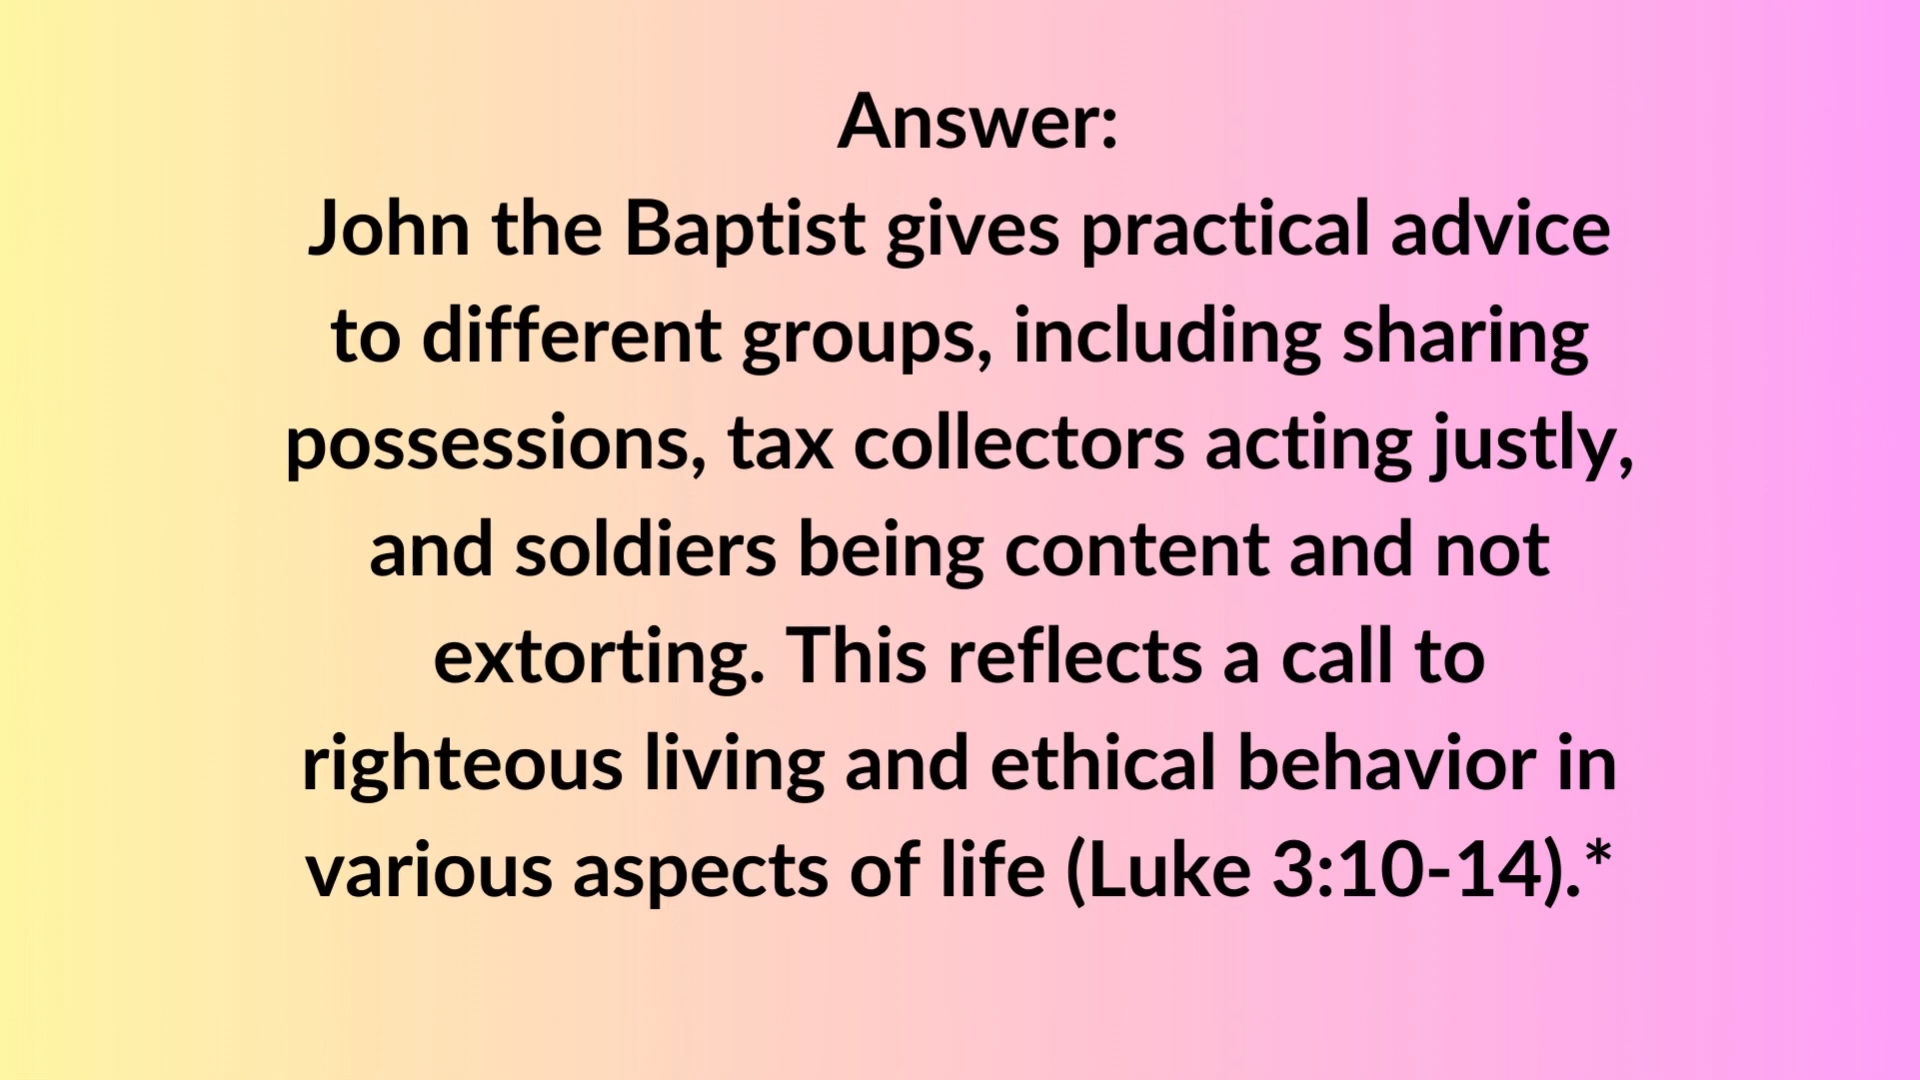 Answer:
John the Baptist gives practical advice
to different groups, including sharing
possessions, tax collectors acting justly,
and soldiers being content and not
extorting. This reflects a call to
righteous living and ethical behavior in
various aspects of life (Luke 3:10-14).*